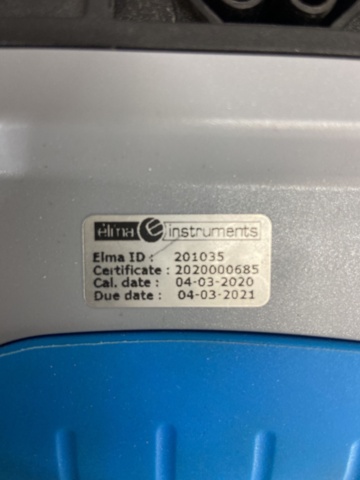 elma instruments
Elma ID : 201035
Certificate : 2020000685
Cal. date : 04-03-2020
Due date : 04-03-2021